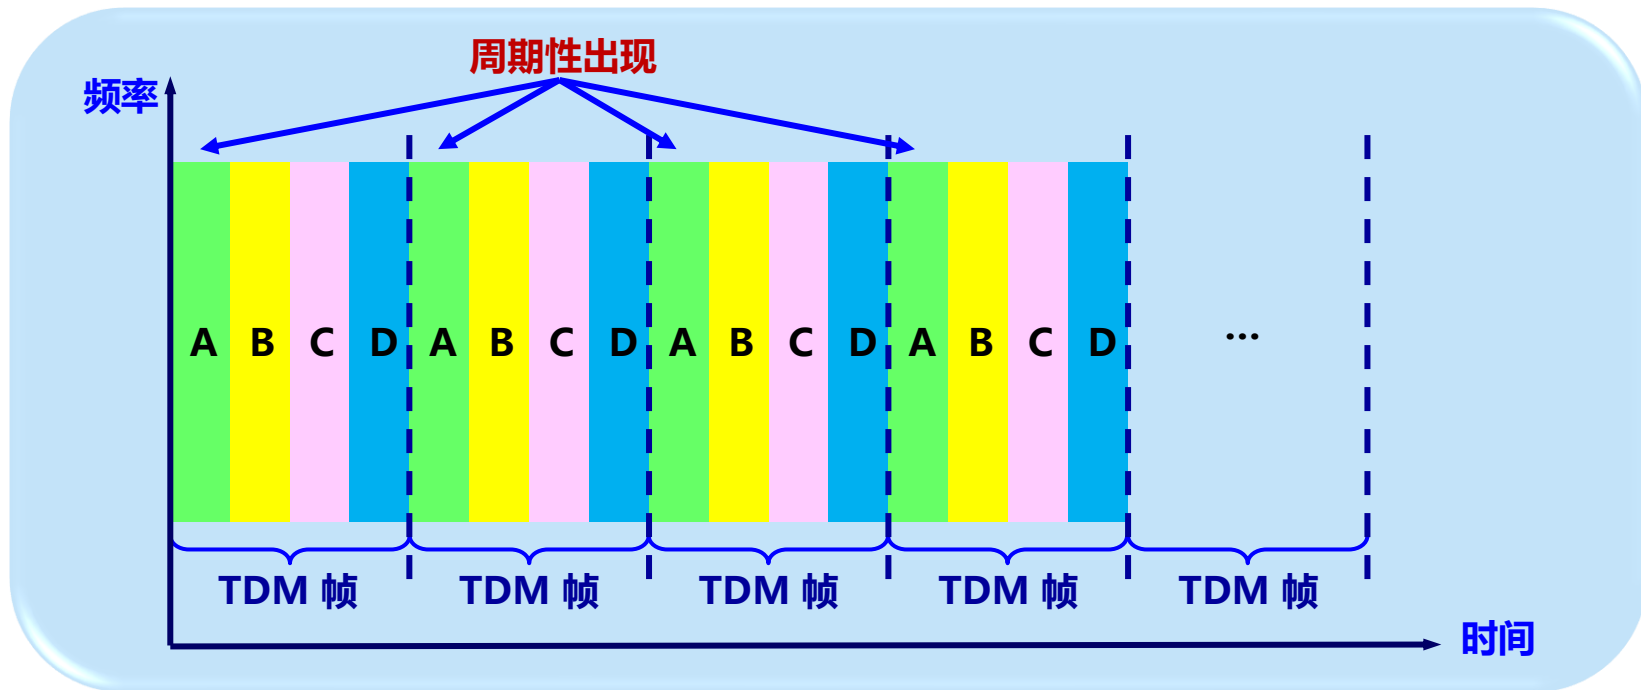 周期性出现
频率
A B C D A B C D A B C D A B C D ...
TDM 帧 TDM 帧 TDM 帧 TDM 帧 TDM 帧
时间